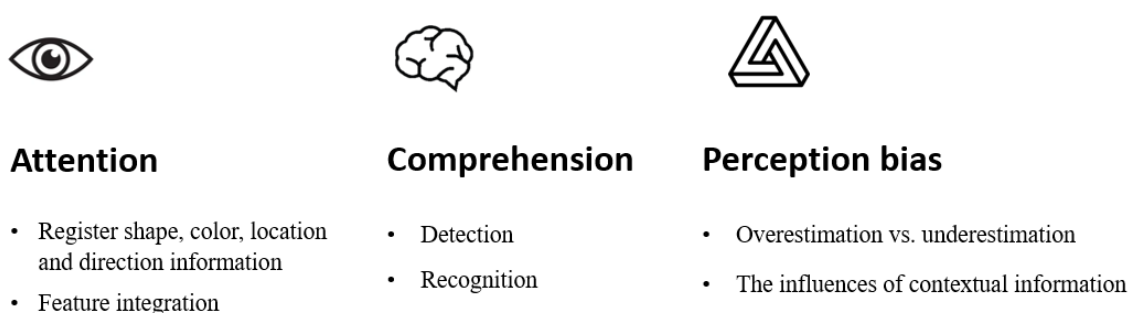 Attention
• Register shape, color, location
and direction information
• Feature integration
Comprehension
• Detection
• Recognition
Perception bias
• Overestimation vs. underestimation
• The influences of contextual information